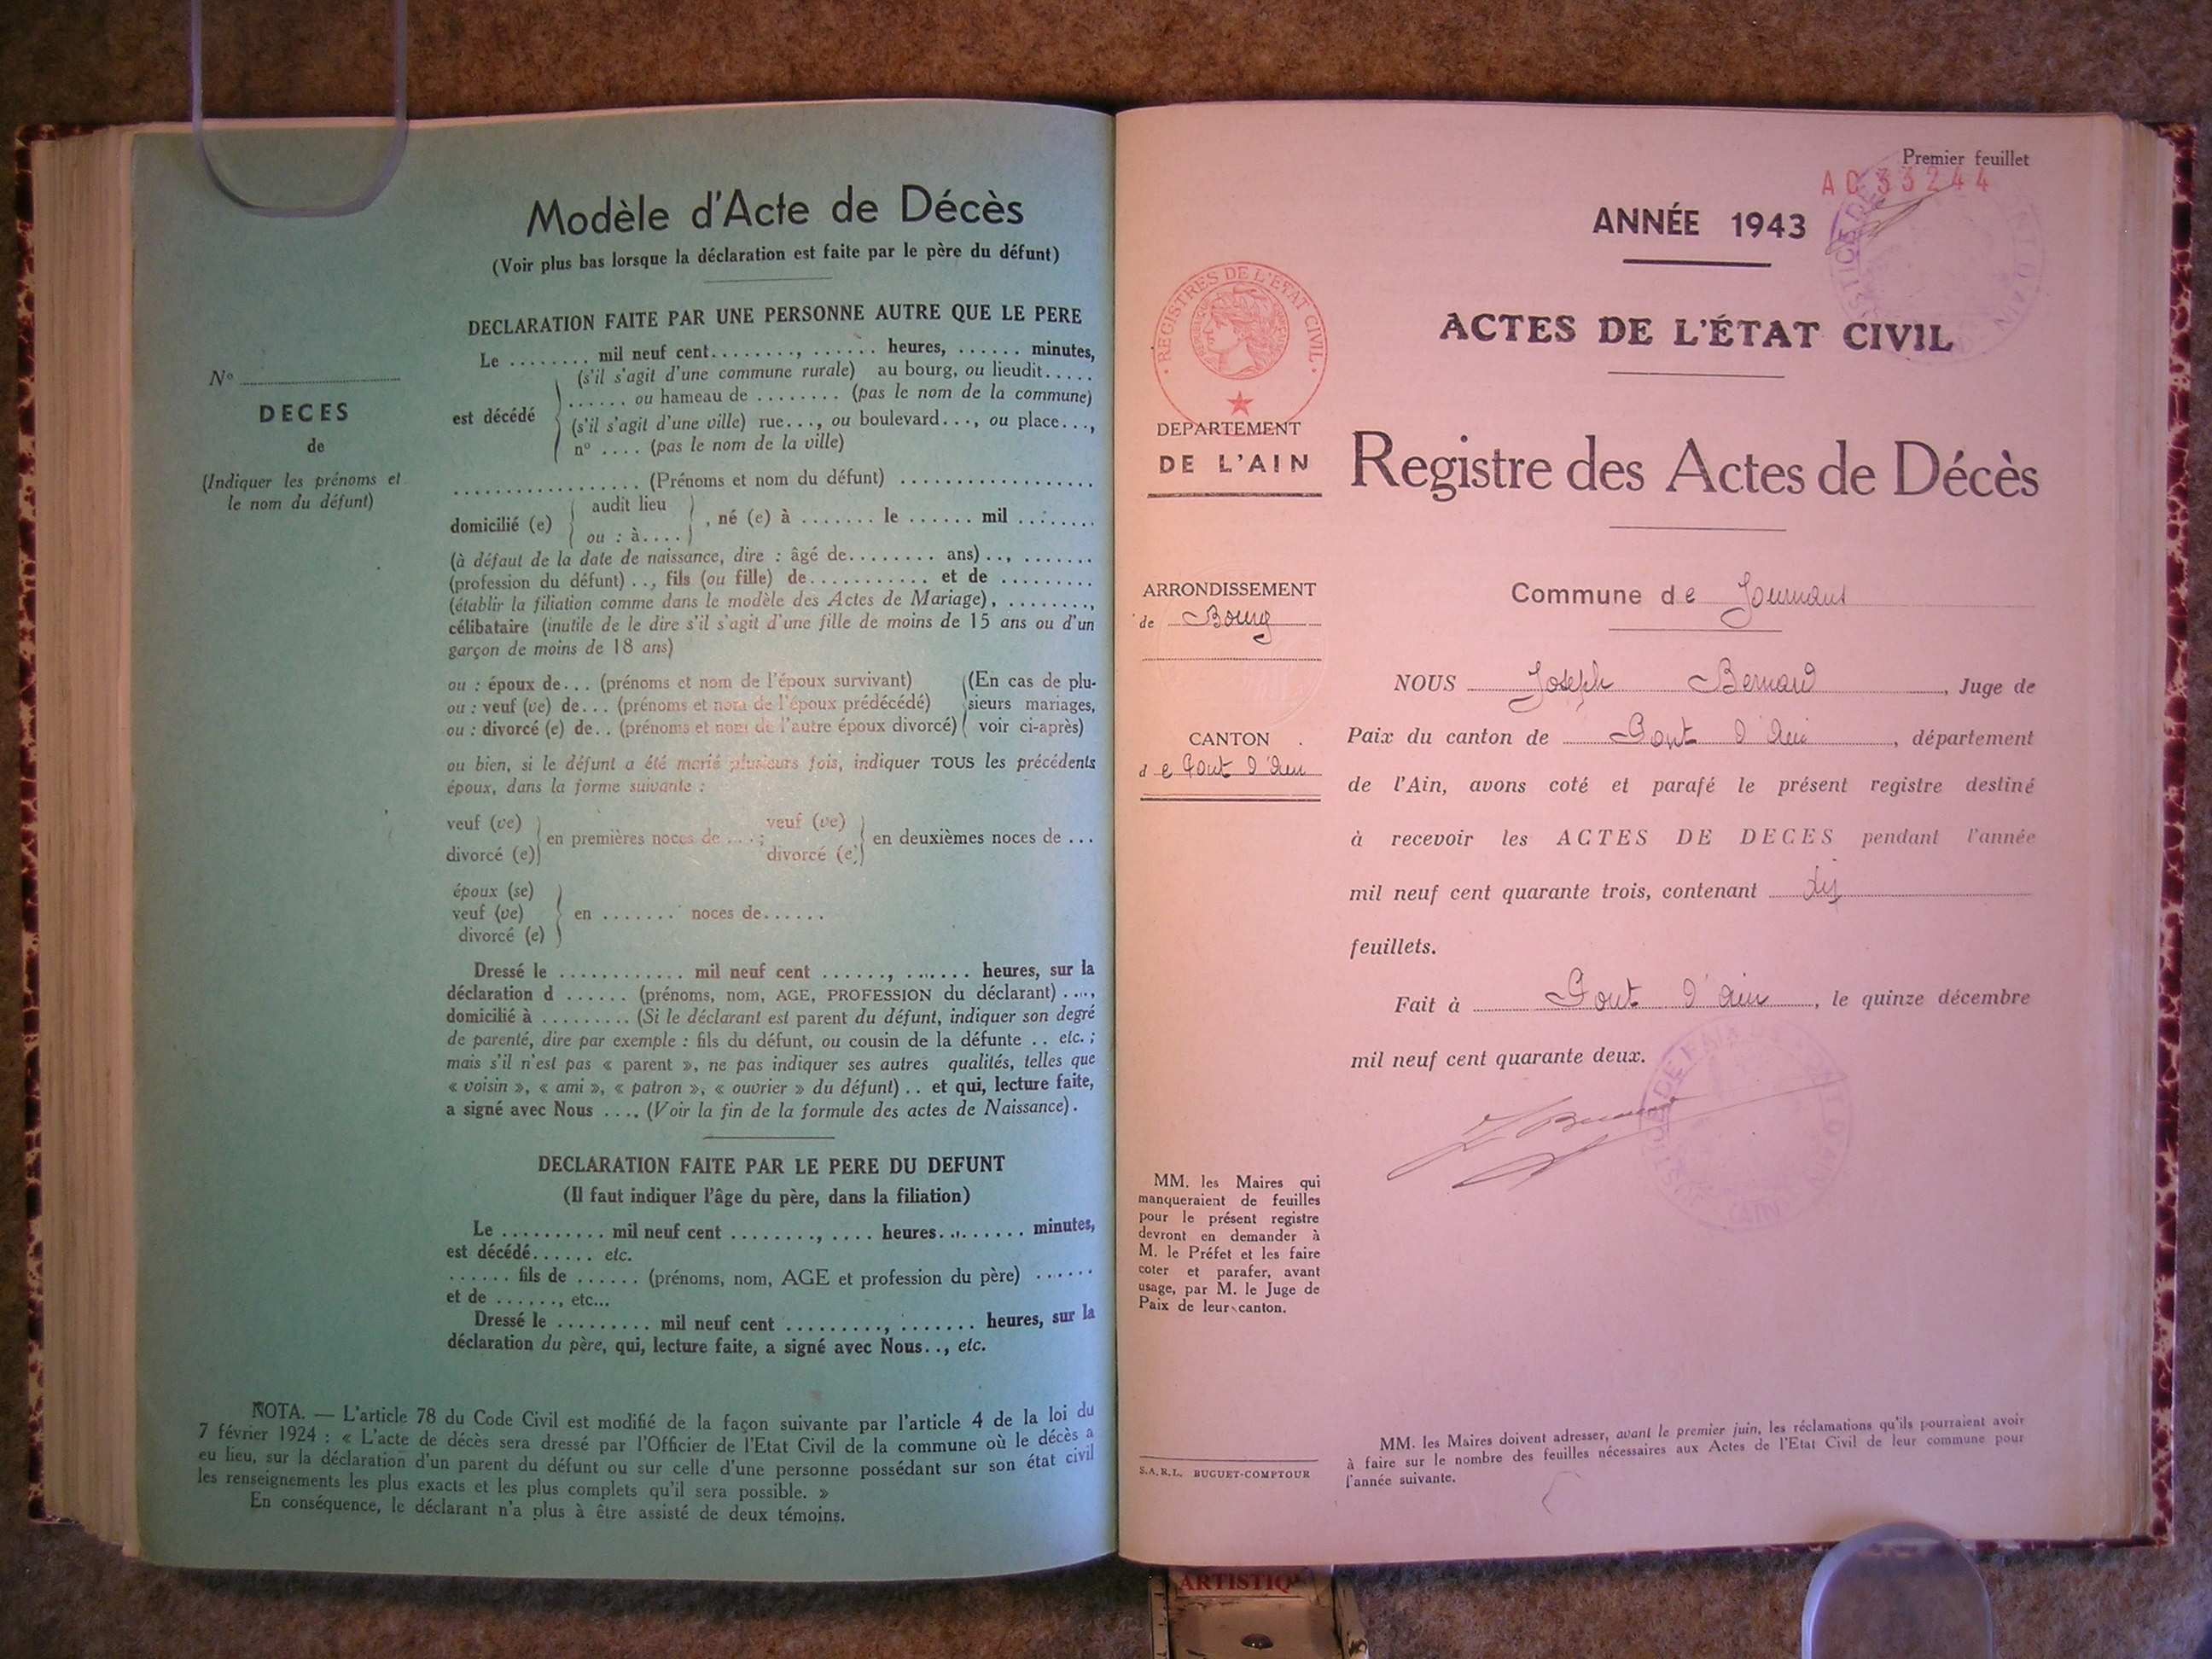 Modèle d'Acte de Décès
(Voir plus bas lorsque la déclaration est faite par le père du défunt)
DECLARATION FAITE PAR UNE PERSONNE AUTRE QUE LE PERE
N° ....................
DECES
de
(Indiquer les prénoms et
le nom du défunt)
Le ........ mil neuf cent........, ...... heures, ...... minutes,
(s'il s'agit d'une commune rurale) au bourg, ou lieudit.....
est décédé
...... ou hameau de ........ (pas le nom de la commune)
(s'il s'agit d'une ville) rue..., ou boulevard..., ou place...,
n° .... (pas le nom de la ville)
.................. (Prénoms et nom du défunt) ..................
domicilié (e) { audit lieu
ou : à.... } , né (e) à ....... le ...... mil ........
(à défaut de la date de naissance, dire : âgé de........ ans) .., .......
(profession du défunt) .., fils (ou fille) de........... et de .........
(établir la filiation comme dans le modèle des Actes de Mariage), ........,
célibataire (inutile de le dire s'il s'agit d'une fille de moins de 15 ans ou d'un
garçon de moins de 18 ans)
ou : époux de... (prénoms et nom de l'époux survivant) (En cas de plu-
ou : veuf (ve) de... (prénoms et nom de l'époux prédécédé) sieurs mariages,
ou : divorcé (e) de.. (prénoms et nom de l'autre époux divorcé) voir ci-après)
ou bien, si le défunt a été marié plusieurs fois, indiquer TOUS les précédents
époux, dans la forme suivante :
veuf (ve)
divorcé (e) } en premières noces de ....; veuf (ve)
divorcé (e) } en deuxièmes noces de ...
époux (se)
veuf (ve) } en ....... noces de......
divorcé (e)
Dressé le ............ mil neuf cent ......, ....... heures, sur la
déclaration d ...... (prénoms, nom, AGE, PROFESSION du déclarant) ....,
domicilié à ......... (Si le déclarant est parent du défunt, indiquer son degré
de parenté, dire par exemple : fils du défunt, ou cousin de la défunte .. etc. ;
mais s'il n'est pas « parent », ne pas indiquer ses autres qualités, telles que
« voisin », « ami », « patron », « ouvrier » du défunt) .. et qui, lecture faite,
a signé avec Nous .... (Voir la fin de la formule des actes de Naissance).
DECLARATION FAITE PAR LE PERE DU DEFUNT
(Il faut indiquer l'âge du père, dans la filiation)
Le .......... mil neuf cent ........, .... heures......... minutes,
est décédé...... etc.
...... fils de ...... (prénoms, nom, AGE et profession du père) ......
et de ......, etc...
Dressé le ......... mil neuf cent ........., ....... heures, sur la
déclaration du père, qui, lecture faite, a signé avec Nous.., etc.
NOTA. — L'article 78 du Code Civil est modifié de la façon suivante par l'article 4 de la loi du
7 février 1924 : « L'acte de décès sera dressé par l'Officier de l'Etat Civil de la commune où le décès a
eu lieu, sur la déclaration d'un parent du défunt ou sur celle d'une personne possédant sur son état civil
les renseignements les plus exacts et les plus complets qu'il sera possible. »
En conséquence, le déclarant n'a plus à être assisté de deux témoins.
Premier feuillet
AC 33244
ANNÉE 1943
ACTES DE L'ÉTAT CIVIL
REGISTRES DE L'ETAT CIVIL
DEPARTEMENT
DE L'AIN
Registre des Actes de Décès
ARRONDISSEMENT
de Bourg
CANTON
de Pont d'Ain
Commune de Journans
NOUS Joseph Bernard, Juge de
Paix du canton de Pont d'Ain, département
de l'Ain, avons coté et parafé le présent registre destiné
à recevoir les ACTES DE DECES pendant l'année
mil neuf cent quarante trois, contenant
feuillets.
Fait à Pont d'Ain, le quinze décembre
mil neuf cent quarante deux.
MM. les Maires qui
manqueraient de feuilles
pour le présent registre
devront en demander à
M. le Préfet et les faire
coter et parafer, avant
usage, par M. le Juge de
Paix de leur canton.
S.A.R.L. BUGUET-COMPTOUR
MM. les Maires doivent adresser, avant le premier juin, les réclamations qu'ils pourraient avoir
à faire sur le nombre des feuilles nécessaires aux Actes de l'Etat Civil de leur commune pour
l'année suivante.
ARTISTIQ